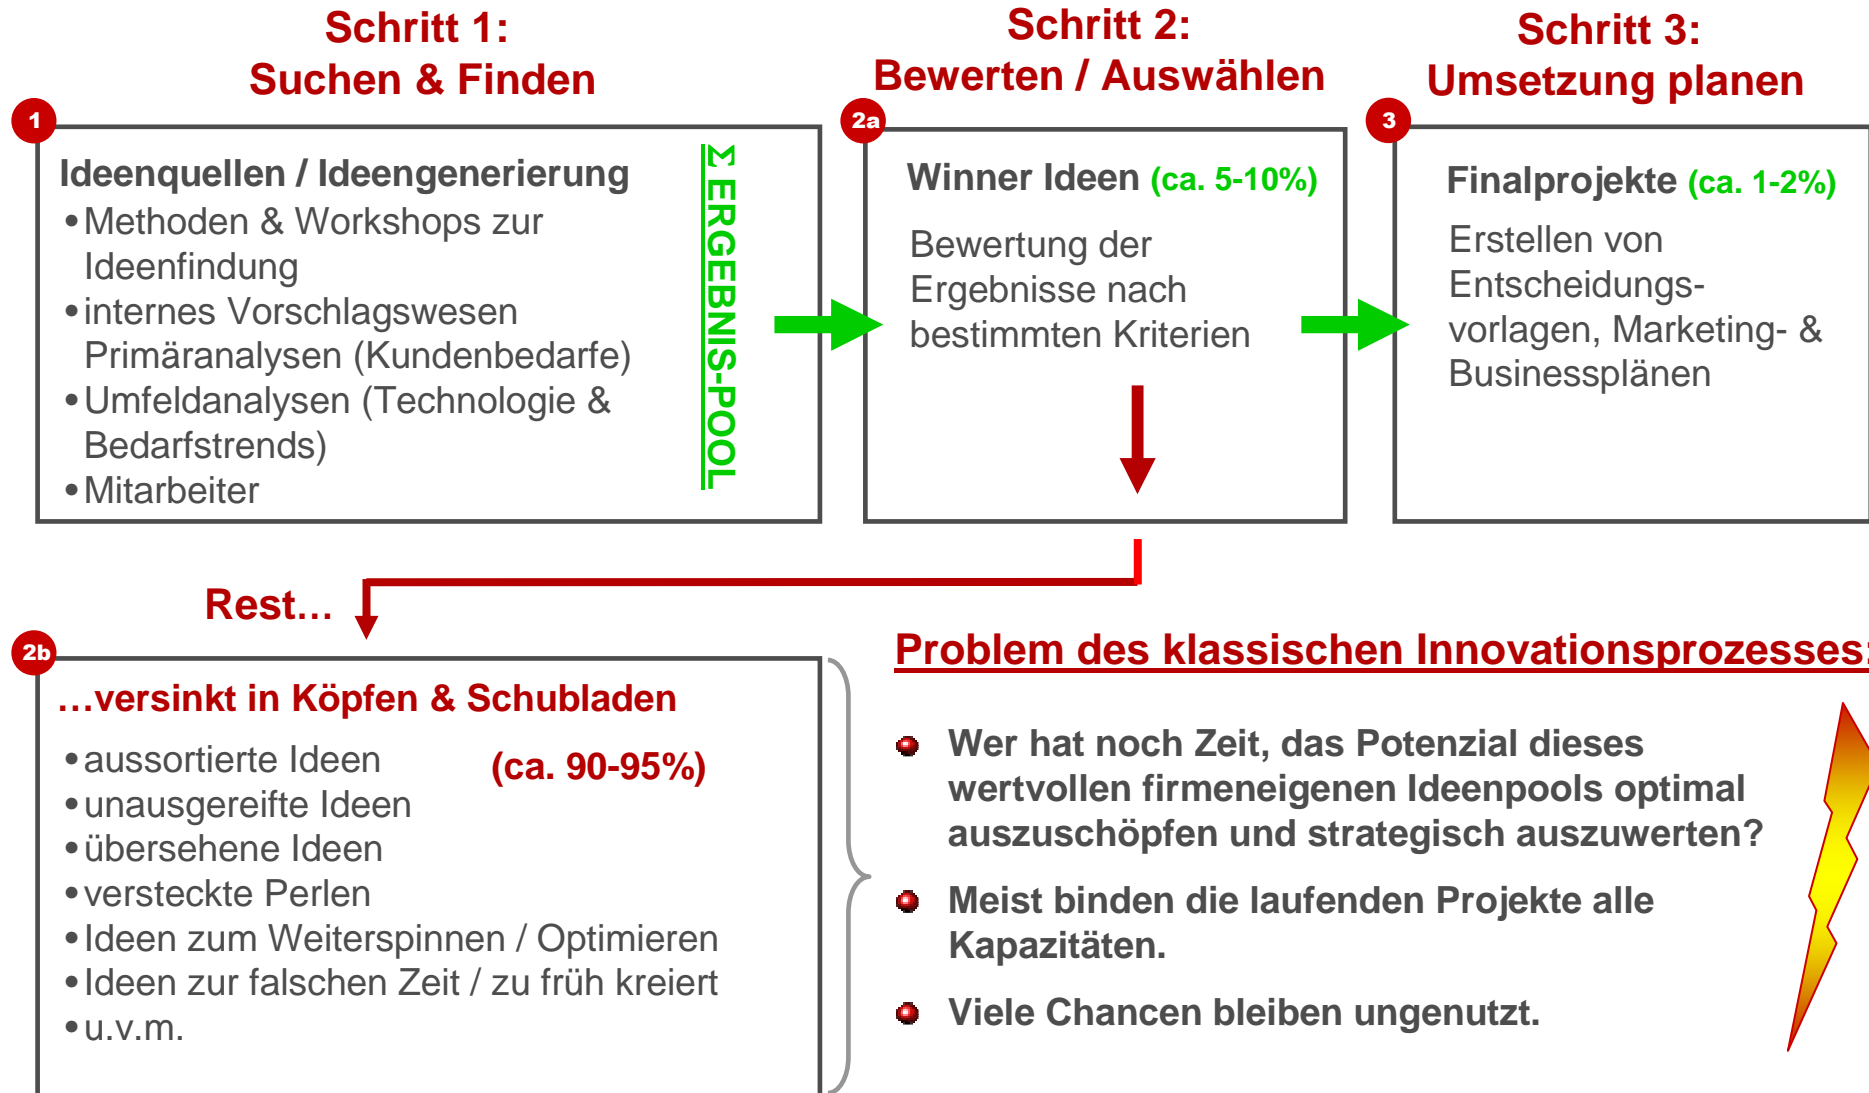 Schritt 1:
Suchen & Finden
Schritt 2:
Bewerten / Auswählen
Schritt 3:
Umsetzung planen
1
Ideenquellen / Ideengenerierung
•Methoden & Workshops zur
Ideenfindung
•internes Vorschlagswesen
Primäranalysen (Kundenbedarfe)
•Umfeldanalysen (Technologie &
Bedarfstrends)
•Mitarbeiter
Σ ERGEBNIS-POOL
2a
Winner Ideen (ca. 5-10%)
Bewertung der
Ergebnisse nach
bestimmten Kriterien
3
Finalprojekte (ca. 1-2%)
Erstellen von
Entscheidungs-
vorlagen, Marketing- &
Businessplänen
Rest…
2b
…versinkt in Köpfen & Schubladen
(ca. 90-95%)
•aussortierte Ideen
•unausgereifte Ideen
•übersehene Ideen
•versteckte Perlen
•Ideen zum Weiterspinnen / Optimieren
•Ideen zur falschen Zeit / zu früh kreiert
•u.v.m.
Problem des klassischen Innovationsprozesses:
Wer hat noch Zeit, das Potenzial dieses
wertvollen firmeneigenen Ideenpools optimal
auszuschöpfen und strategisch auszuwerten?
Meist binden die laufenden Projekte alle
Kapazitäten.
Viele Chancen bleiben ungenutzt.